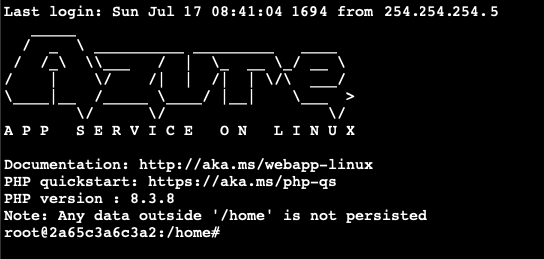 Last login: Sun Jul 17 08:41:04 1694 from 254.254.254.5
Azure
A P P   S E R V I C E   O N   L I N U X
Documentation: http://aka.ms/webapp-linux
PHP quickstart: https://aka.ms/php-qs
PHP version : 8.3.8
Note: Any data outside '/home' is not persisted
root@2a65c3a6c3a2:/home#